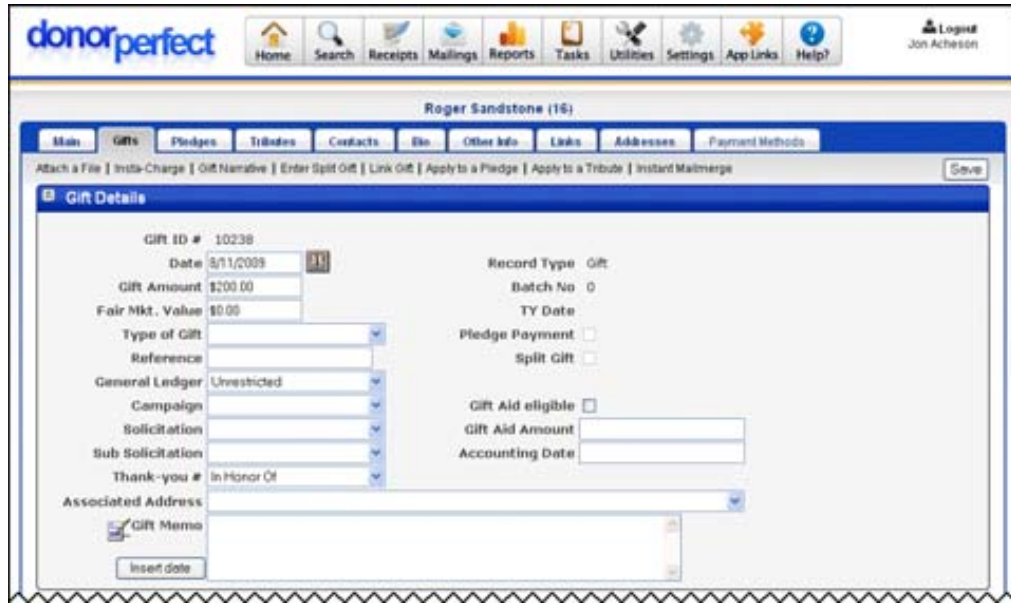 donorperfect
Home Search Receipts Mailings Reports Tasks Utilities Settings App Links Help?
Logout
Jon Acheson
Roger Sandstone (16)
Main Gifts Pledges Tributes Contacts Bio Other Info Links Addresses Payment Methods
Attach a File | Insta-Charge | Gift Narrative | Enter Split Gift | Link Gift | Apply to a Pledge | Apply to a Tribute | Instant Mailmerge Save
Gift Details
Gift ID # 10238
Date 8/11/2009 Record Type Gift
Gift Amount $200.00 Batch No 0
Fair Mkt. Value $0.00 TY Date
Type of Gift Pledge Payment
Reference Split Gift
General Ledger Unrestricted
Campaign Gift Aid eligible
Solicitation Gift Aid Amount
Sub Solicitation Accounting Date
Thank-you # In Honor Of
Associated Address
Gift Memo
Insert date